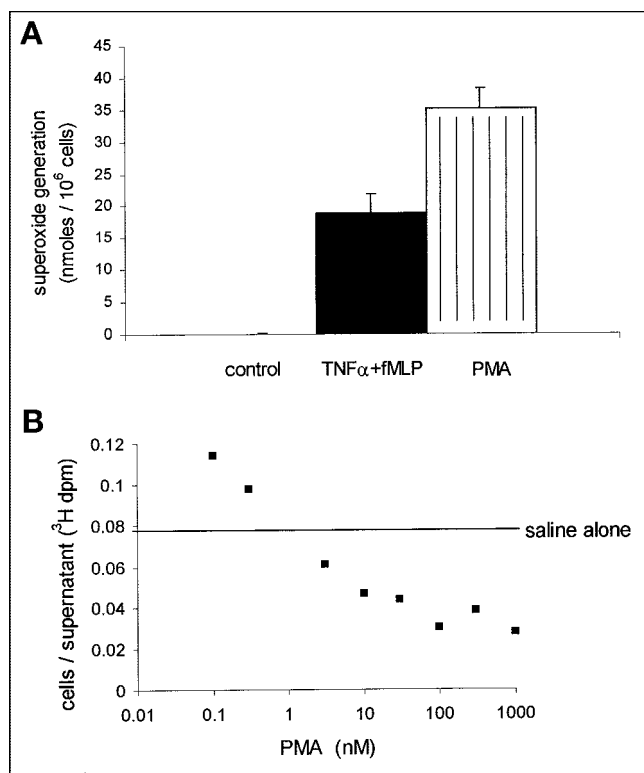 A
superoxide generation
(nmoles / 10⁶ cells)
45
40
35
30
25
20
15
10
5
0
control TNFα+fMLP PMA
B
cells / supernatant (³H dpm)
0.12
0.1
0.08
0.06
0.04
0.02
0
saline alone
0.01 0.1 1 10 100 1000
PMA (nM)